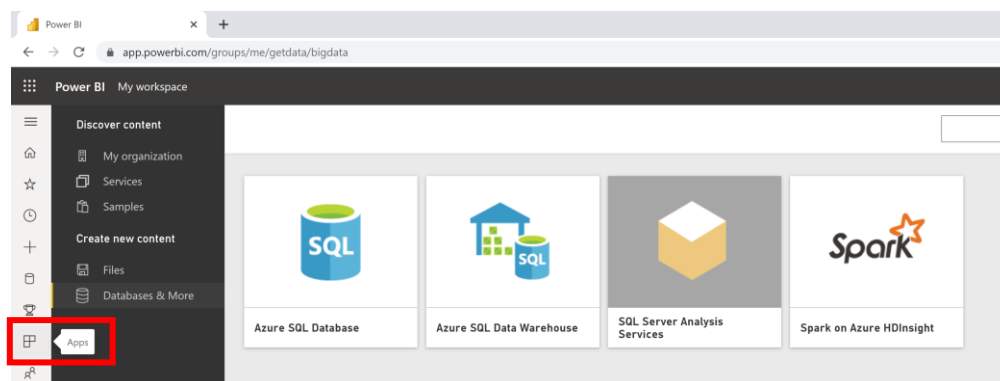 Power BI
app.powerbi.com/groups/me/getdata/bigdata
Power BI My workspace
Discover content
My organization
Services
Samples
Create new content
Files
Databases & More
Apps
SQL
SQL
Spark
Azure SQL Database
Azure SQL Data Warehouse
SQL Server Analysis
Services
Spark on Azure HDInsight